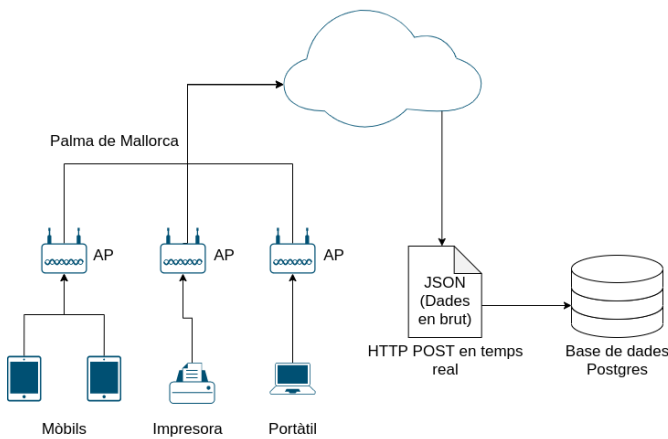 Palma de Mallorca
AP
AP
AP
JSON
(Dades
en brut)
HTTP POST en temps
real
Base de dades
Postgres
Mòbils
Impresora
Portàtil